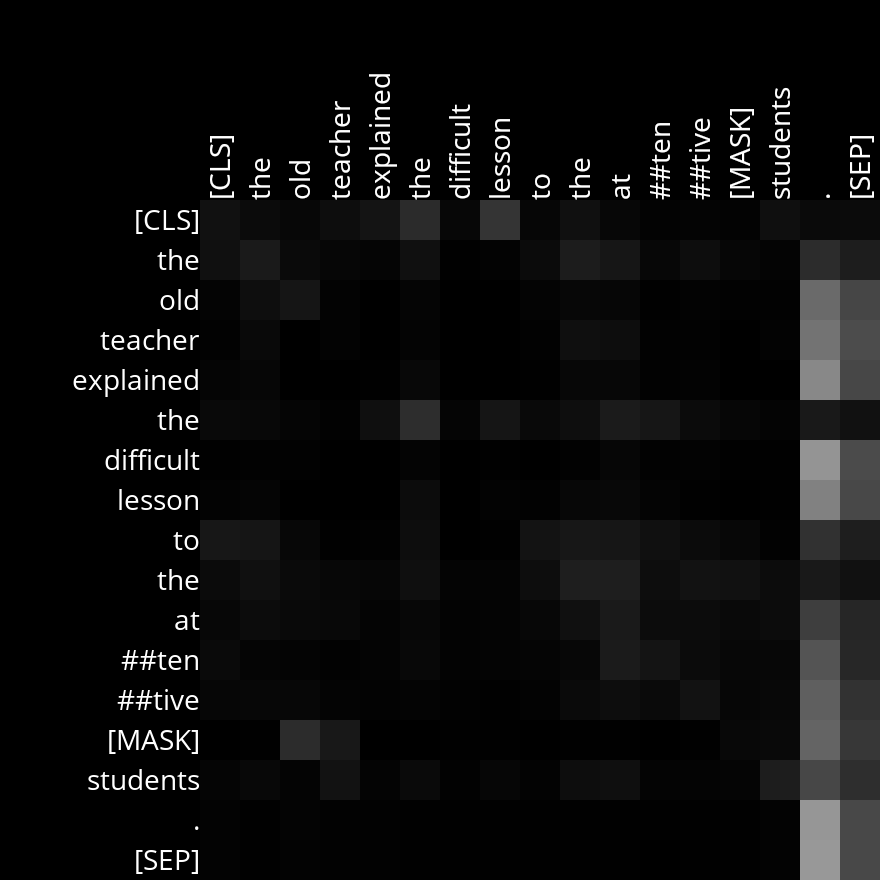 [CLS] the old teacher explained the difficult lesson to the at ##ten ##tive [MASK] students . [SEP]
[CLS]
the
old
teacher
explained
the
difficult
lesson
to
the
at
##ten
##tive
[MASK]
students
.
[SEP]